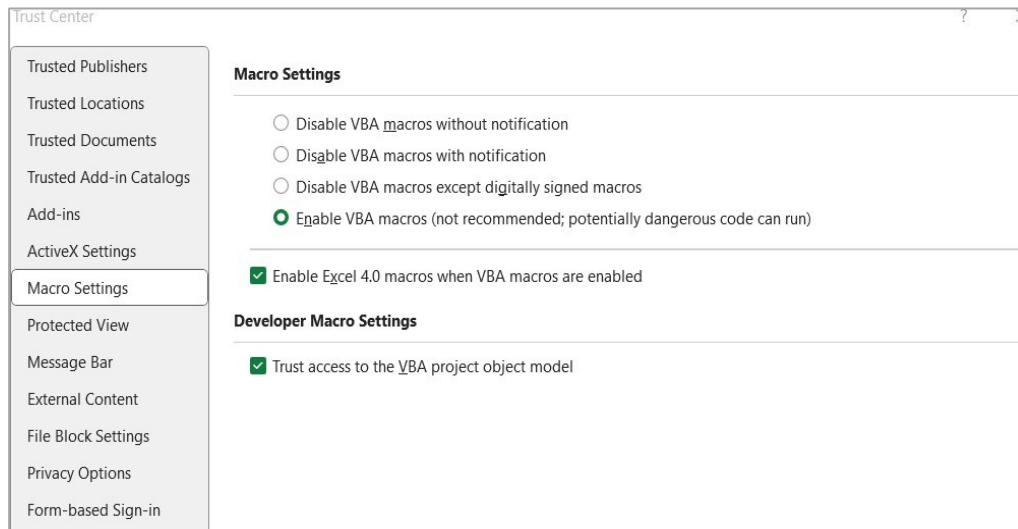 Trust Center
?
Trusted Publishers
Trusted Locations
Trusted Documents
Trusted Add-in Catalogs
Add-ins
ActiveX Settings
Macro Settings
Protected View
Message Bar
External Content
File Block Settings
Privacy Options
Form-based Sign-in
Macro Settings
Disable VBA macros without notification
Disable VBA macros with notification
Disable VBA macros except digitally signed macros
Enable VBA macros (not recommended; potentially dangerous code can run)
Enable Excel 4.0 macros when VBA macros are enabled
Developer Macro Settings
Trust access to the VBA project object model